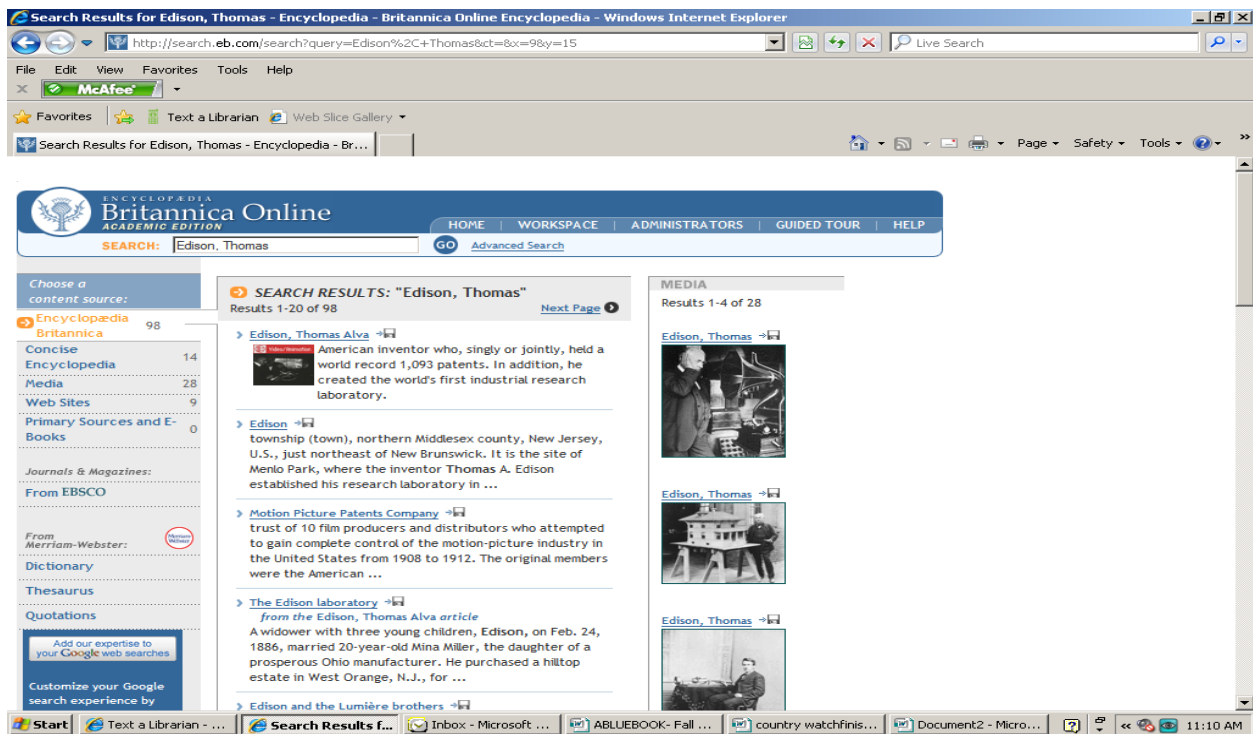 Search Results for Edison, Thomas - Encyclopedia - Britannica Online Encyclopedia - Windows Internet Explorer
http://search.eb.com/search?query=Edison%2C+Thomas&ct=&x=9&y=15
Live Search
File Edit View Favorites Tools Help
McAfee
Favorites Text a Librarian Web Slice Gallery
Search Results for Edison, Thomas - Encyclopedia - Br...
Page Safety Tools
ENCYCLOPÆDIA
Britannica Online
ACADEMIC EDITION
HOME | WORKSPACE | ADMINISTRATORS | GUIDED TOUR | HELP
SEARCH: Edison, Thomas GO Advanced Search
Choose a
content source:
Encyclopædia
Britannica 98
Concise
Encyclopedia 14
Media 28
Web Sites 9
Primary Sources and E-
Books 0
Journals & Magazines:
From EBSCO
From
Merriam-Webster:
Dictionary
Thesaurus
Quotations
Add our expertise to
your Google web searches
Customize your Google
search experience by
SEARCH RESULTS: "Edison, Thomas"
Results 1-20 of 98 Next Page
Edison, Thomas Alva
Video/Animation
American inventor who, singly or jointly, held a
world record 1,093 patents. In addition, he
created the world's first industrial research
laboratory.
Edison
township (town), northern Middlesex county, New Jersey,
U.S., just northeast of New Brunswick. It is the site of
Menlo Park, where the inventor Thomas A. Edison
established his research laboratory in ...
Motion Picture Patents Company
trust of 10 film producers and distributors who attempted
to gain complete control of the motion-picture industry in
the United States from 1908 to 1912. The original members
were the American ...
The Edison laboratory
from the Edison, Thomas Alva article
A widower with three young children, Edison, on Feb. 24,
1886, married 20-year-old Mina Miller, the daughter of a
prosperous Ohio manufacturer. He purchased a hilltop
estate in West Orange, N.J., for ...
Edison and the Lumière brothers
MEDIA
Results 1-4 of 28
Edison, Thomas
Edison, Thomas
Edison, Thomas
Start Text a Librarian - ... Search Results f... Inbox - Microsoft ... ABLUEBOOK- Fall ... country watchfinis... Document2 - Micro... 11:10 AM